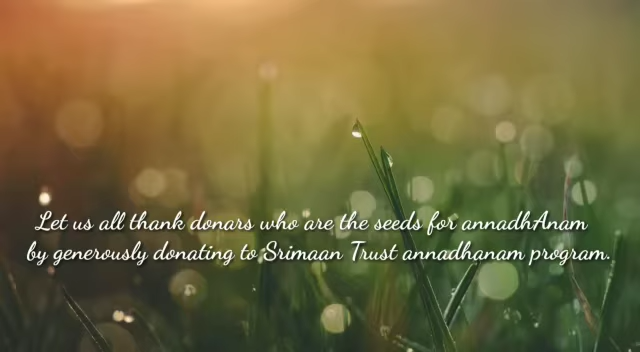 Let us all thank donars who are the seeds for annadhAnam
by generously donating to Srimaan Trust annadhanam program.